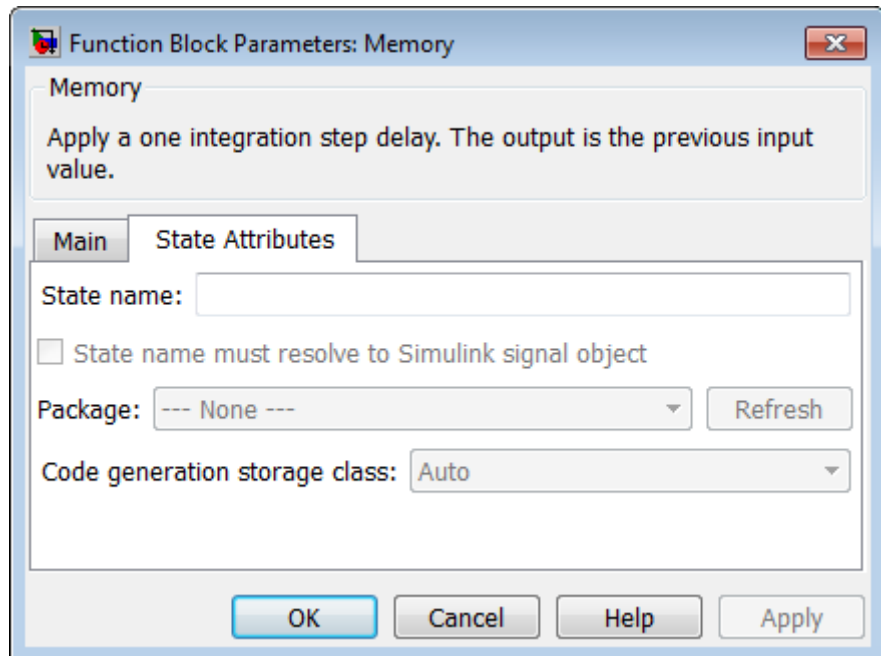 Function Block Parameters: Memory
Memory
Apply a one integration step delay. The output is the previous input
value.
Main State Attributes
State name:
State name must resolve to Simulink signal object
Package: --- None --- Refresh
Code generation storage class: Auto
OK Cancel Help Apply